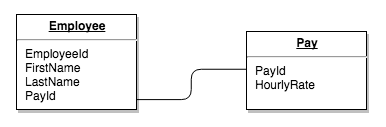 Employee
EmployeeId
FirstName
LastName
PayId
Pay
PayId
HourlyRate